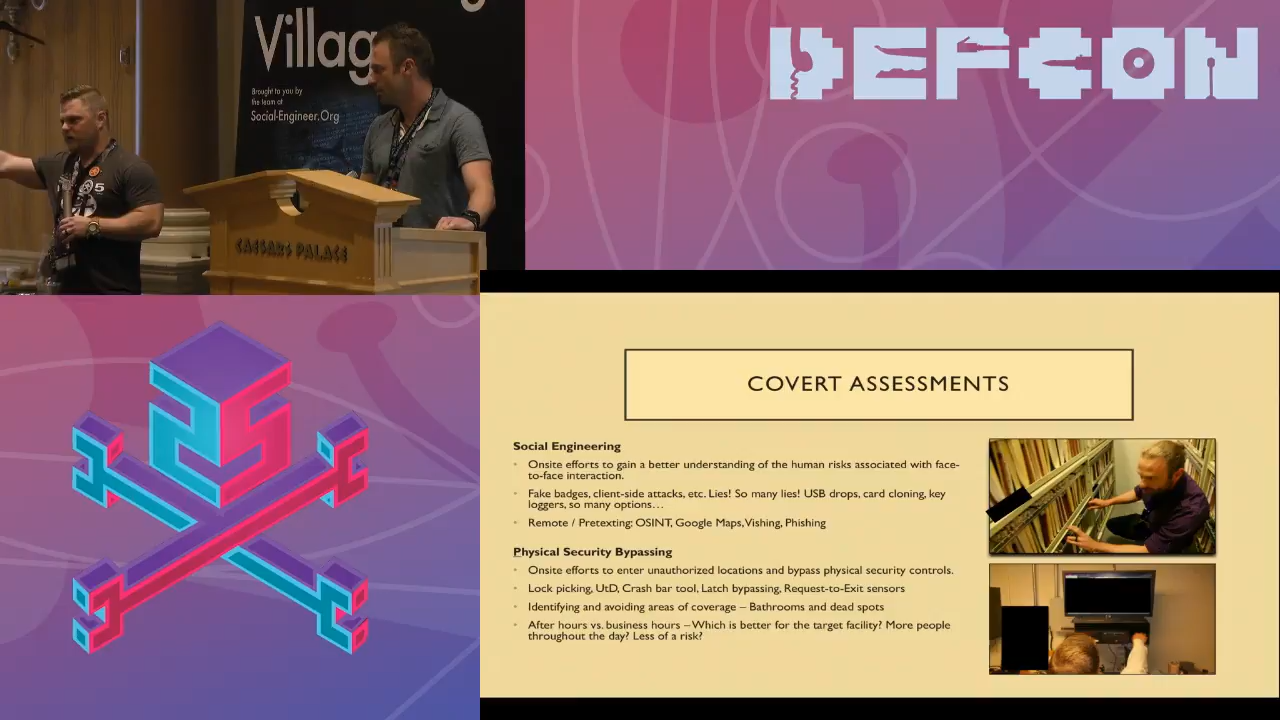 Villag
Brought to you by
the team at
Social-Engineer.Org
CAESARS PALACE
DEFCON
COVERT ASSESSMENTS
Social Engineering
• Onsite efforts to gain a better understanding of the human risks associated with face-
to-face interaction.
• Fake badges, client-side attacks, etc. Lies! So many lies! USB drops, card cloning, key
loggers, so many options…
• Remote / Pretexting: OSINT, Google Maps, Vishing, Phishing
Physical Security Bypassing
• Onsite efforts to enter unauthorized locations and bypass physical security controls.
• Lock picking, UtD, Crash bar tool, Latch bypassing, Request-to-Exit sensors
• Identifying and avoiding areas of coverage – Bathrooms and dead spots
• After hours vs. business hours – Which is better for the target facility? More people
throughout the day? Less of a risk?